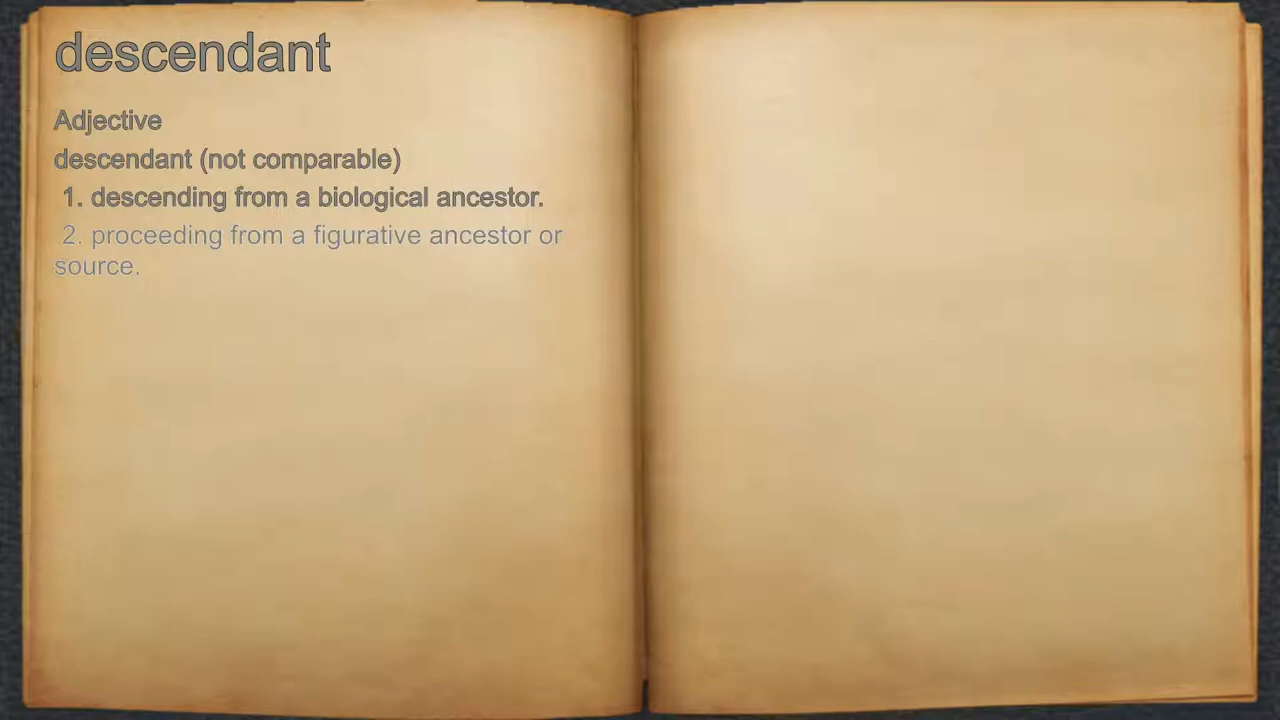 descendant
Adjective
descendant (not comparable)
1. descending from a biological ancestor.
2. proceeding from a figurative ancestor or
source.